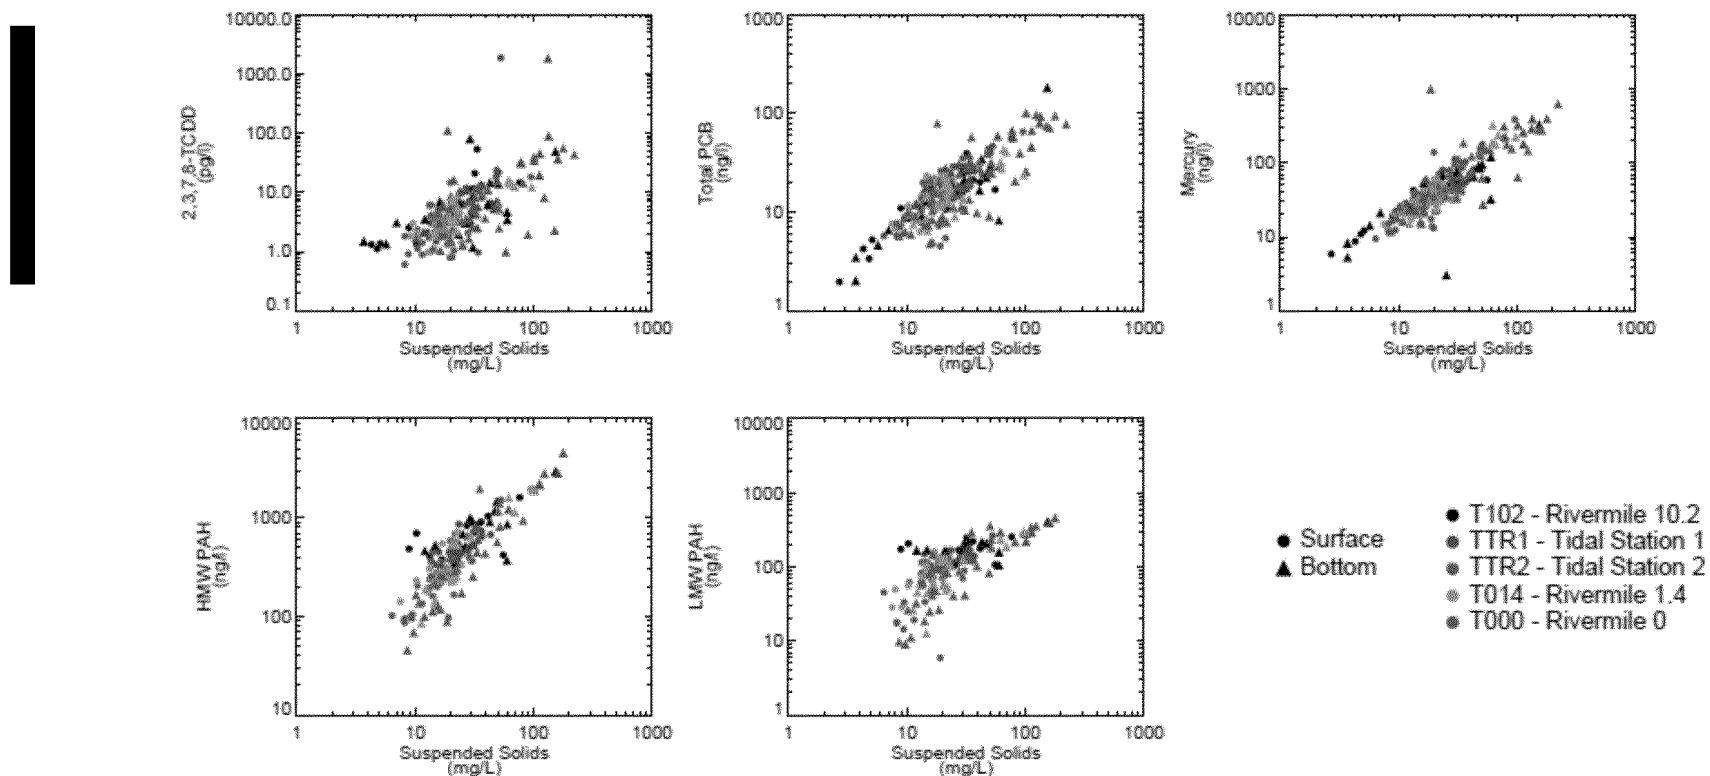 10000.0
1000.0
100.0
10.0
1.0
0.1
2,3,7,8-TCDD
(pg/l)
1 10 100 1000
Suspended Solids
(mg/L)
1000
100
10
1
Total PCB
(ng/l)
1 10 100 1000
Suspended Solids
(mg/L)
10000
1000
100
10
1
Mercury
(ng/l)
1 10 100 1000
Suspended Solids
(mg/L)
10000
1000
100
10
HMW PAH
(ng/l)
1 10 100 1000
Suspended Solids
(mg/L)
10000
1000
100
10
1
LMW PAH
(ng/l)
1 10 100 1000
Suspended Solids
(mg/L)
Surface
Bottom
T102 - Rivermile 10.2
TTR1 - Tidal Station 1
TTR2 - Tidal Station 2
T014 - Rivermile 1.4
T000 - Rivermile 0